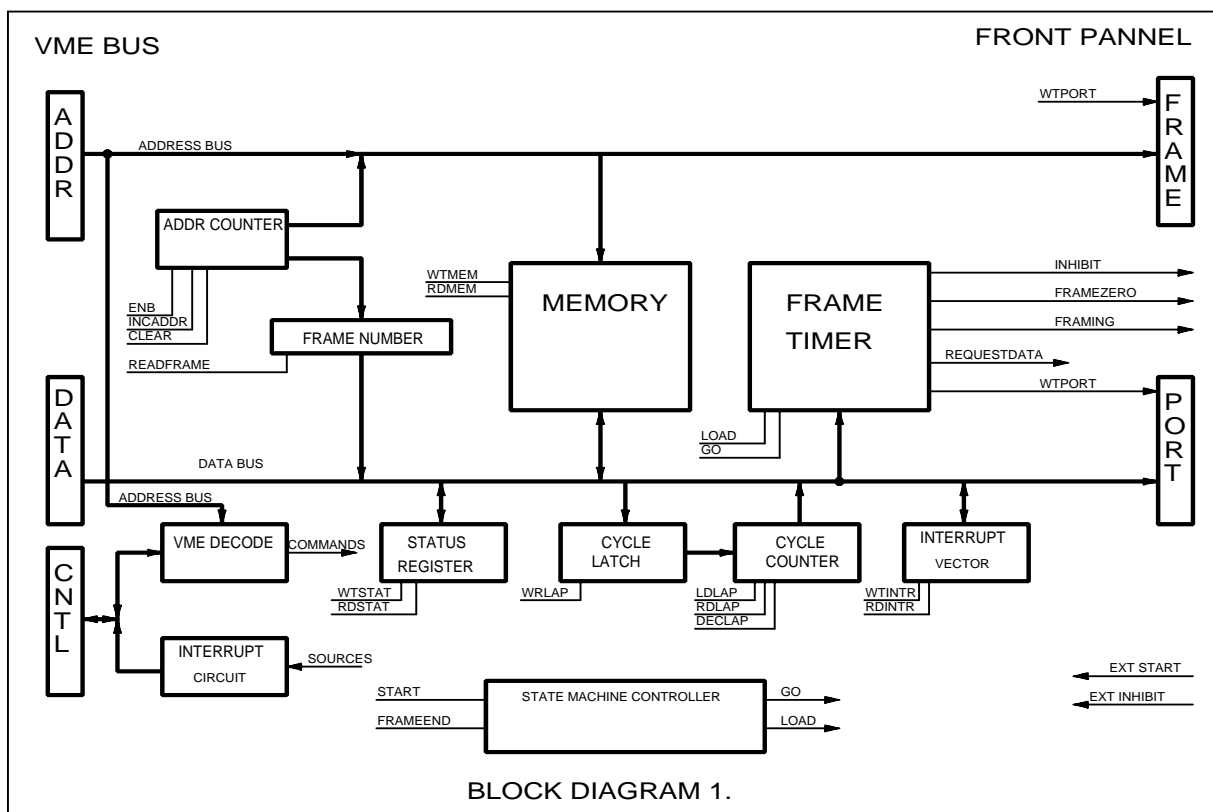 VME BUS
FRONT PANNEL
ADDR
FRAME
WTPORT
ADDRESS BUS
ADDR COUNTER
ENB
INCADDR
CLEAR
FRAME NUMBER
READFRAME
WTMEM
RDMEM
MEMORY
FRAME
TIMER
INHIBIT
FRAMEZERO
FRAMING
REQUESTDATA
WTPORT
LOAD
GO
DATA
PORT
DATA BUS
ADDRESS BUS
VME DECODE
COMMANDS
STATUS
REGISTER
WTSTAT
RDSTAT
CYCLE
LATCH
WRLAP
CYCLE
COUNTER
LDLAP
RDLAP
DECLAP
INTERRUPT
VECTOR
WTINTR
RDINTR
CNTL
INTERRUPT
CIRCUIT
SOURCES
START
FRAMEEND
STATE MACHINE CONTROLLER
GO
LOAD
EXT START
EXT INHIBIT
BLOCK DIAGRAM 1.